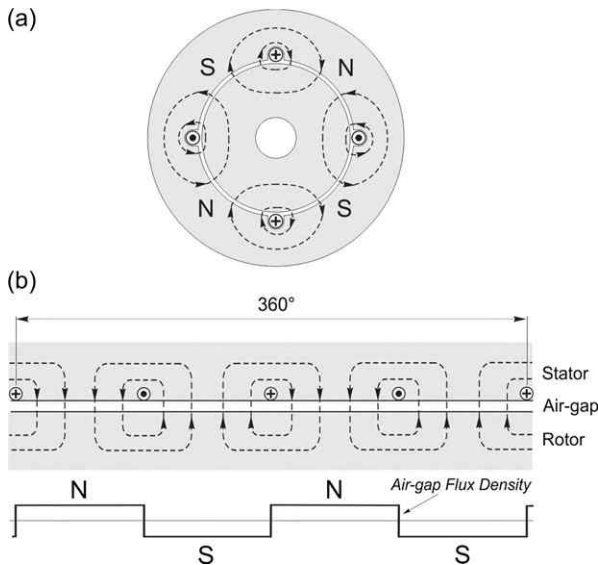 (a)
S N
N S
(b)
360°
Stator
Air-gap
Rotor
N N Air-gap Flux Density
S S